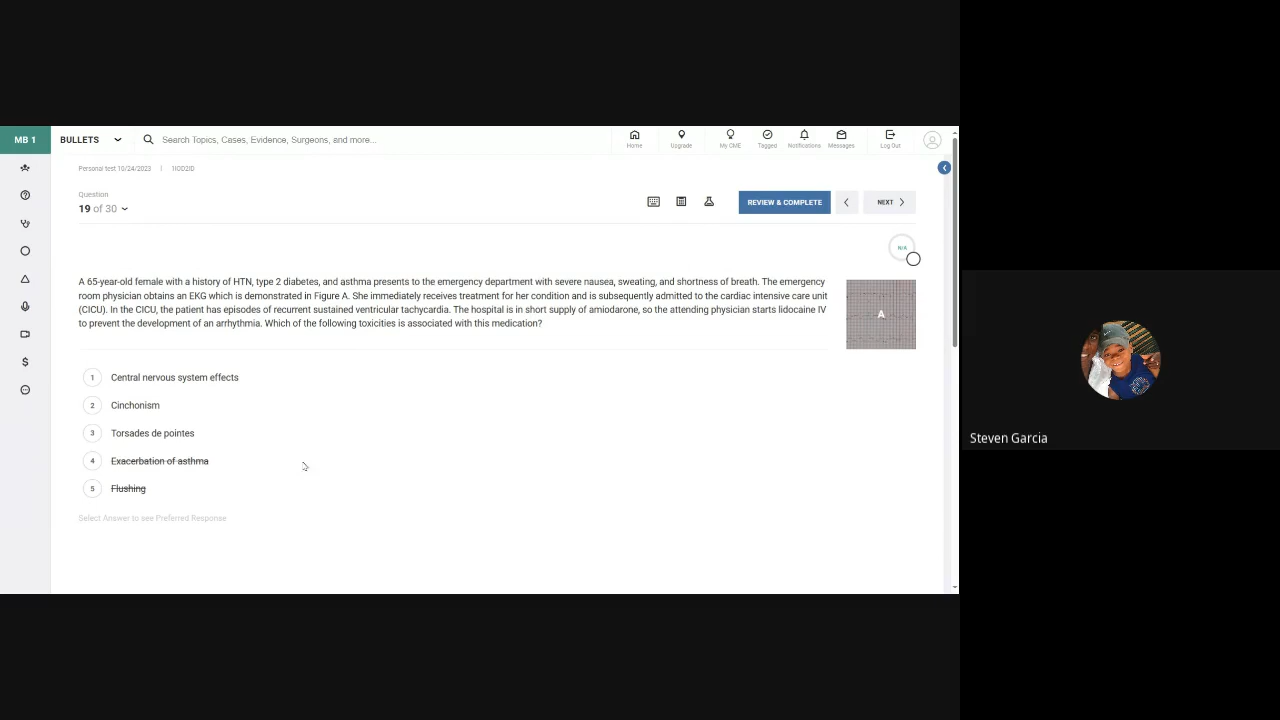 MB 1
BULLETS
Search Topics, Cases, Evidence, Surgeons, and more...
Home
Upgrade
My CME
Tagged
Notifications
Messages
Log Out
Personal test 10/24/2023 |
Question
19 of 30
REVIEW & COMPLETE
NEXT
N/A
A 65-year-old female with a history of HTN, type 2 diabetes, and asthma presents to the emergency department with severe nausea, sweating, and shortness of breath. The emergency
room physician obtains an EKG which is demonstrated in Figure A. She immediately receives treatment for her condition and is subsequently admitted to the cardiac intensive care unit
(CICU). In the CICU, the patient has episodes of recurrent sustained ventricular tachycardia. The hospital is in short supply of amiodarone, so the attending physician starts lidocaine IV
to prevent the development of an arrhythmia. Which of the following toxicities is associated with this medication?
A
1 Central nervous system effects
2 Cinchonism
3 Torsades de pointes
4 Exacerbation of asthma
5 Flushing
Select Answer to see Preferred Response
Steven Garcia